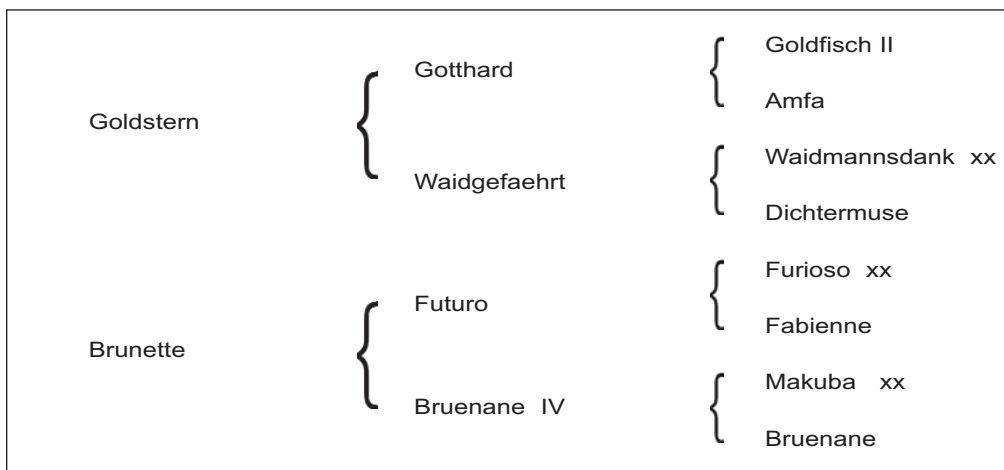 Goldfisch II
Gotthard
Amfa
Goldstern
Waidmannsdank xx
Waidgefaehrt
Dichtermuse
Furioso xx
Futuro
Fabienne
Brunette
Makuba xx
Bruenane IV
Bruenane